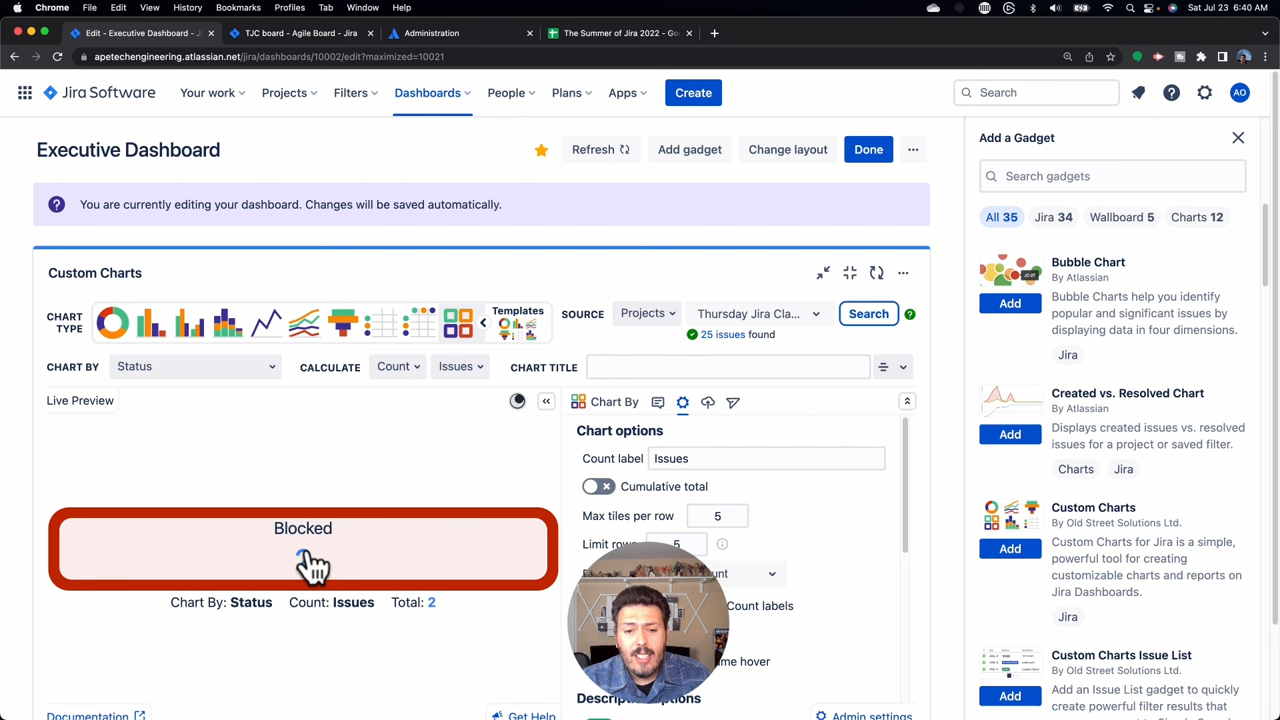 Chrome File Edit View History Bookmarks Profiles Tab Window Help Sat Jul 23 6:40 AM
Edit - Executive Dashboard - J TJC board - Agile Board - Jira Administration The Summer of Jira 2022 - Go
apetechengineering.atlassian.net/jira/dashboards/10002/edit?maximized=10021
Jira Software Your work Projects Filters Dashboards People Plans Apps Create Search AO
Executive Dashboard Refresh Add gadget Change layout Done
You are currently editing your dashboard. Changes will be saved automatically.
Custom Charts
CHART TYPE Templates SOURCE Projects Thursday Jira Cla... Search
25 issues found
CHART BY Status CALCULATE Count Issues CHART TITLE
Live Preview
Blocked
Chart By: Status Count: Issues Total: 2
Documentation Get Help Admin settings
Chart By
Chart options
Count label Issues
Cumulative total
Max tiles per row 5
Limit rows 5
Count labels
hover
Add a Gadget
Search gadgets
All 35 Jira 34 Wallboard 5 Charts 12
Bubble Chart
By Atlassian
Add
Bubble Charts help you identify
popular and significant issues by
displaying data in four dimensions.
Jira
Created vs. Resolved Chart
By Atlassian
Add
Displays created issues vs. resolved
issues for a project or saved filter.
Charts Jira
Custom Charts
By Old Street Solutions Ltd.
Add
Custom Charts for Jira is a simple,
powerful tool for creating
customizable charts and reports on
Jira Dashboards.
Jira
Custom Charts Issue List
By Old Street Solutions Ltd.
Add
Add an Issue List gadget to quickly
create powerful filter results that